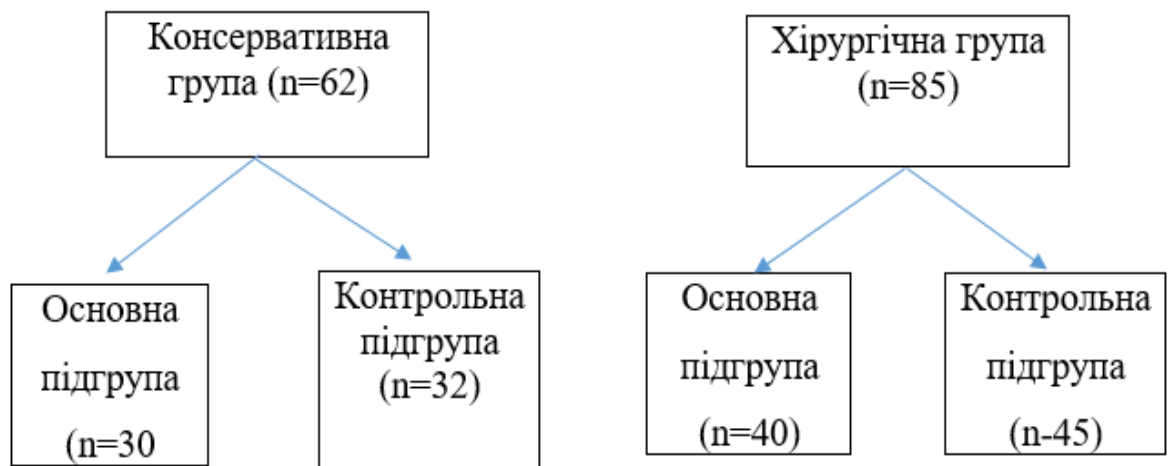 Консервативна
група (n=62)
Хірургічна група
(n=85)
Основна
підгрупа
(n=30
Контрольна
підгрупа
(n=32)
Основна
підгрупа
(n=40)
Контрольна
підгрупа
(n-45)